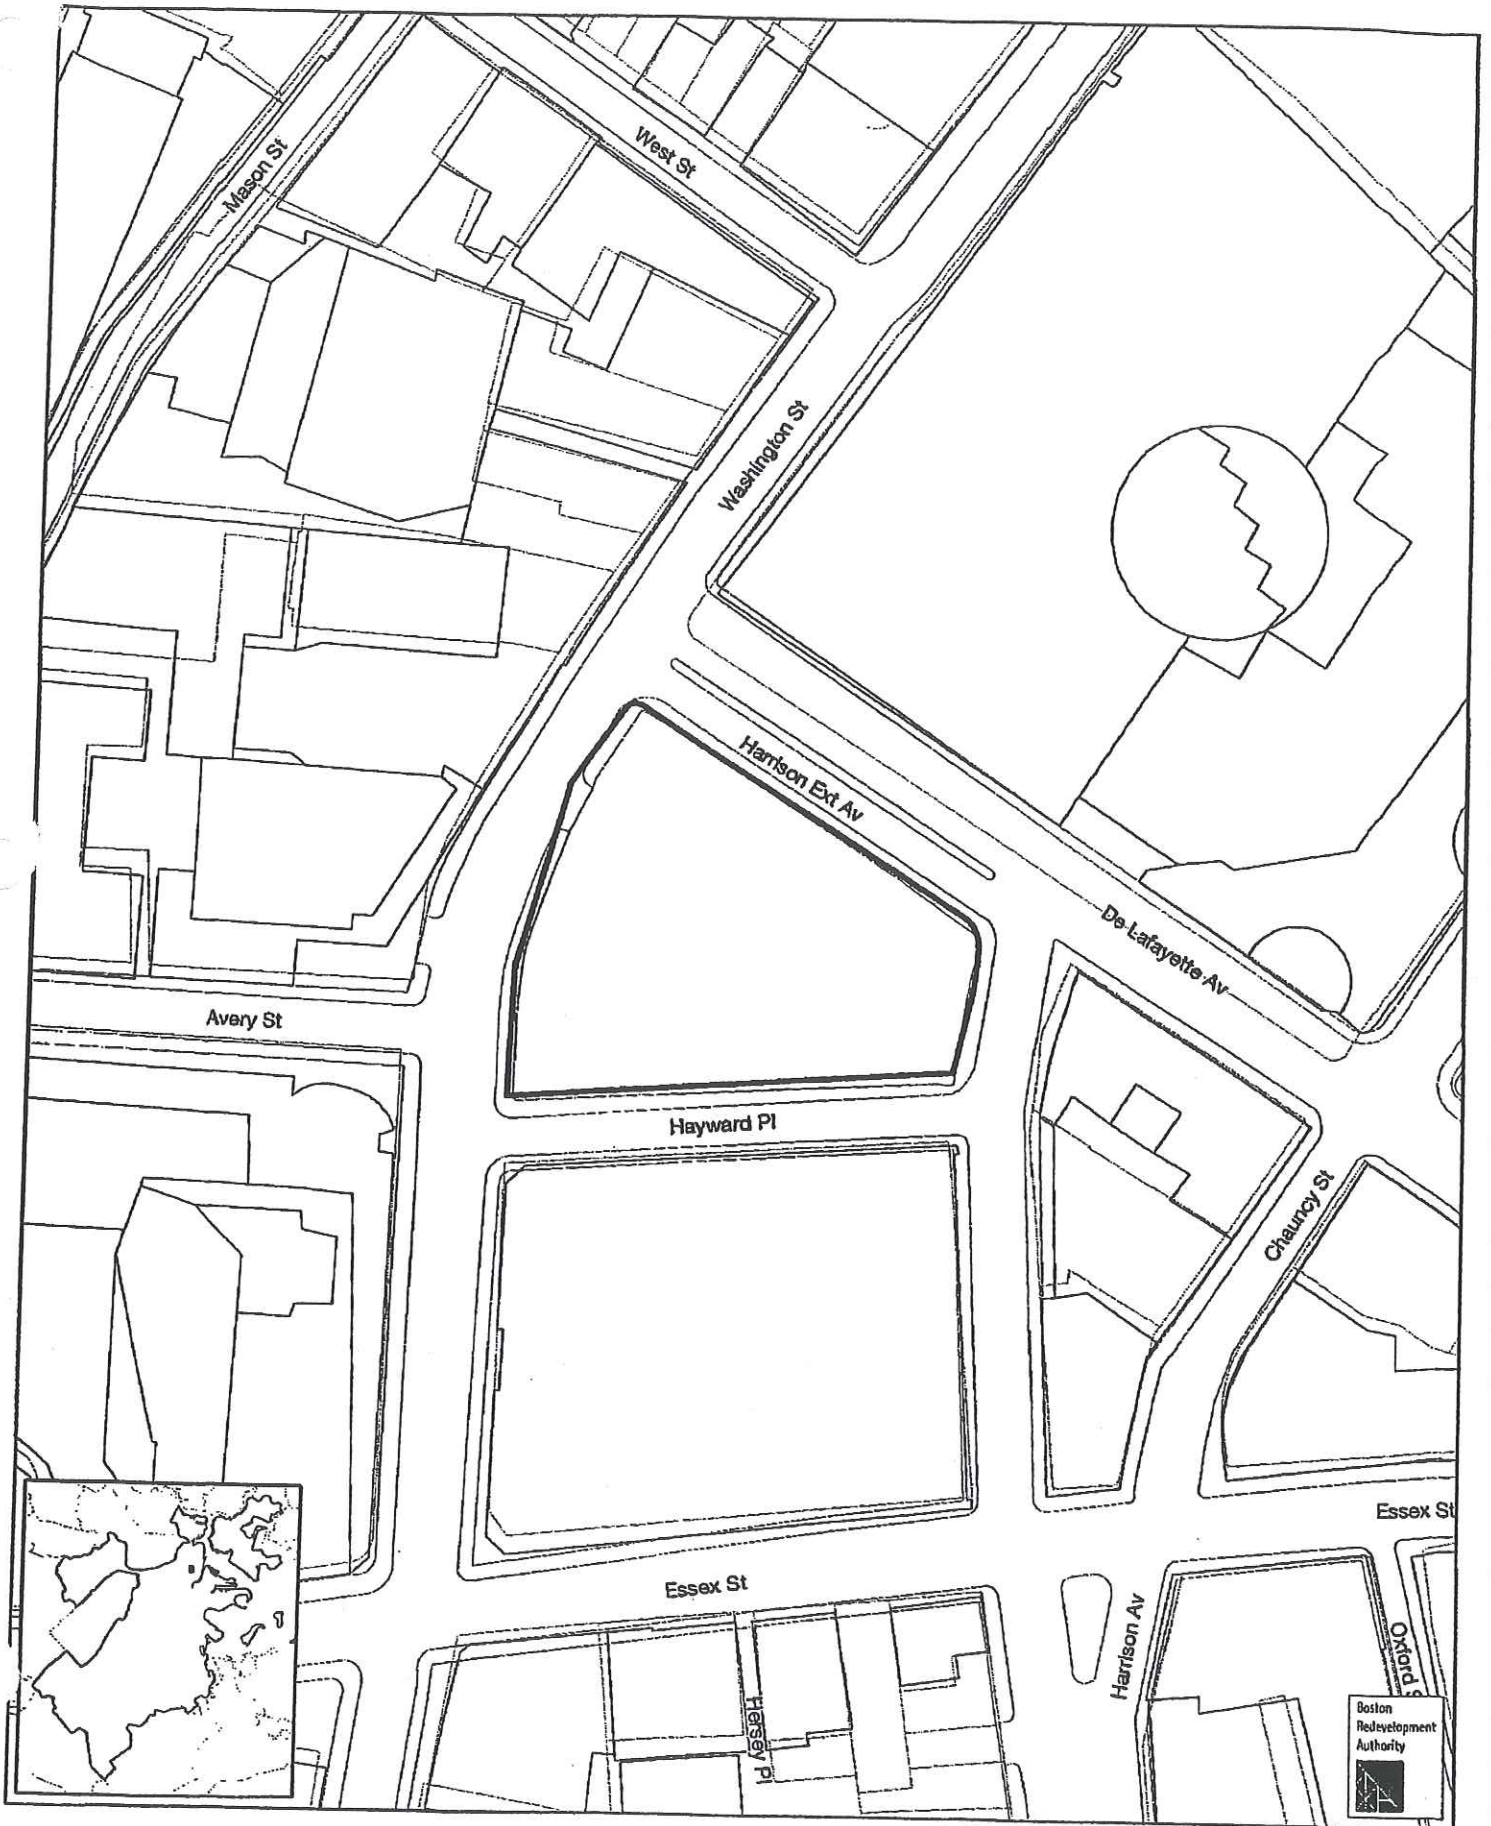 West St
Mason St
Washington St
Harrison Ext Av
De Lafayette Av
Avery St
Hayward Pl
Chauncy St
Essex St
Essex St
Harrison Av
Oxford S
Hersey Pl
Boston
Redevelopment
Authority